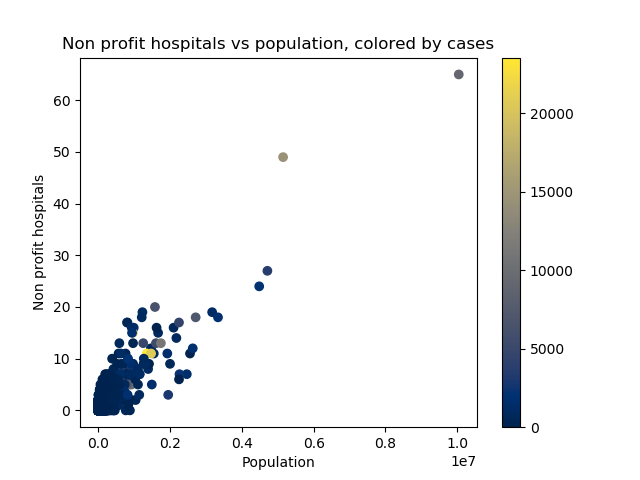 Non profit hospitals vs population, colored by cases
Non profit hospitals
60
50
40
30
20
10
0
0.0 0.2 0.4 0.6 0.8 1.0
1e7
Population
20000
15000
10000
5000
0